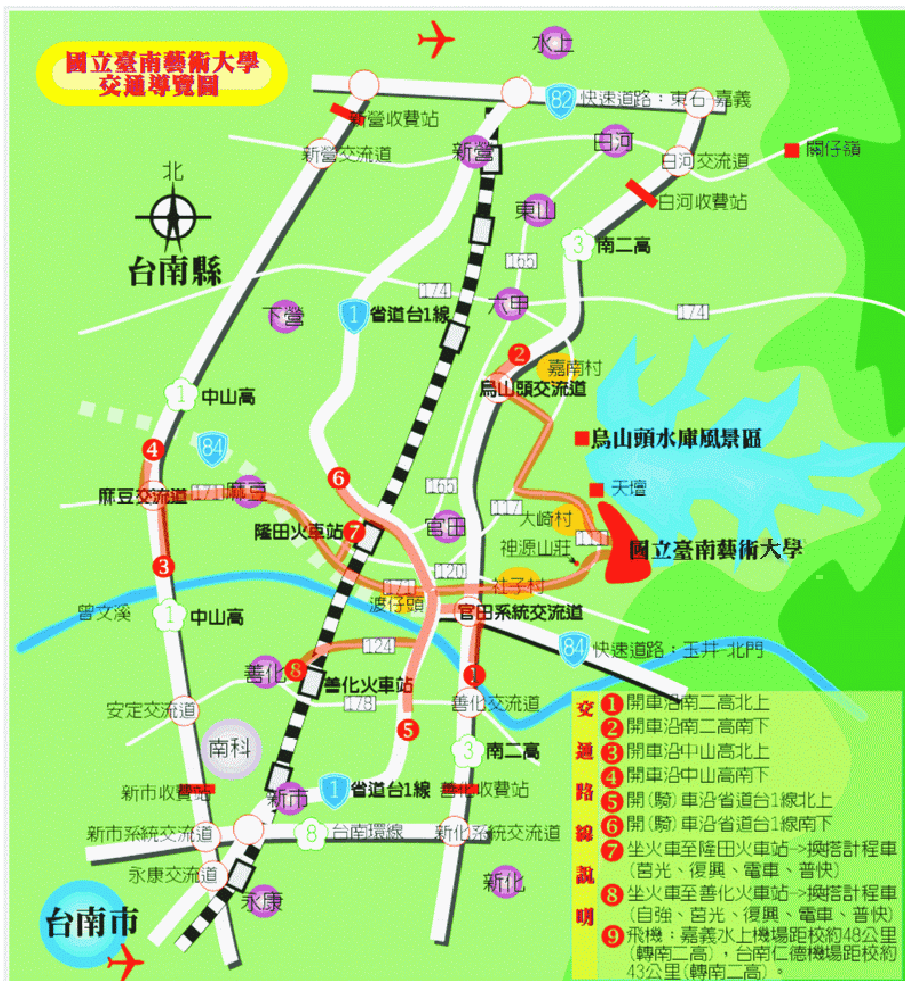 國立臺南藝術大學
交通導覽圖
水上
82 快速道路：東石-嘉義
新營收費站
新營交流道
新營
白河
白河交流道
關仔嶺
北
東山
白河收費站
3 南二高
台南縣
165
174
六甲
174
下營
1 省道台1線
2
嘉南村
烏山頭交流道
1 中山高
烏山頭水庫風景區
4
84
6
天壇
麻豆交流道
171
麻豆
165
117
大崎村
隆田火車站
7
官田
國立臺南藝術大學
神源山莊
3
120
171
社子村
曾文溪
1 中山高
渡仔頭
官田系統交流道
124
84 快速道路：玉井-北門
善化
8
善化火車站
1
178
善化交流道
安定交流道
5
南科
3 南二高
新市收費站
新市
1 省道台1線
善化收費站
新市系統交流道
8 台南環線
新化系統交流道
永康交流道
永康
新化
台南市
交通路線說明
1 開車沿南二高北上
2 開車沿南二高南下
3 開車沿中山高北上
4 開車沿中山高南下
5 開(騎)車沿省道台1線北上
6 開(騎)車沿省道台1線南下
7 坐火車至隆田火車站->換搭計程車
(莒光、復興、電車、普快)
8 坐火車至善化火車站->換搭計程車
(自強、莒光、復興、電車、普快)
9 飛機：嘉義水上機場距校約48公里
(轉南二高)，台南仁德機場距校約
43公里(轉南二高)。